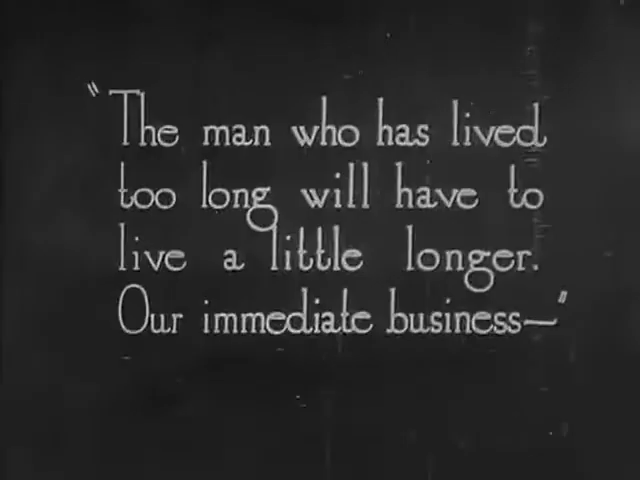 "The man who has lived
too long will have to
live a little longer.
Our immediate business—"